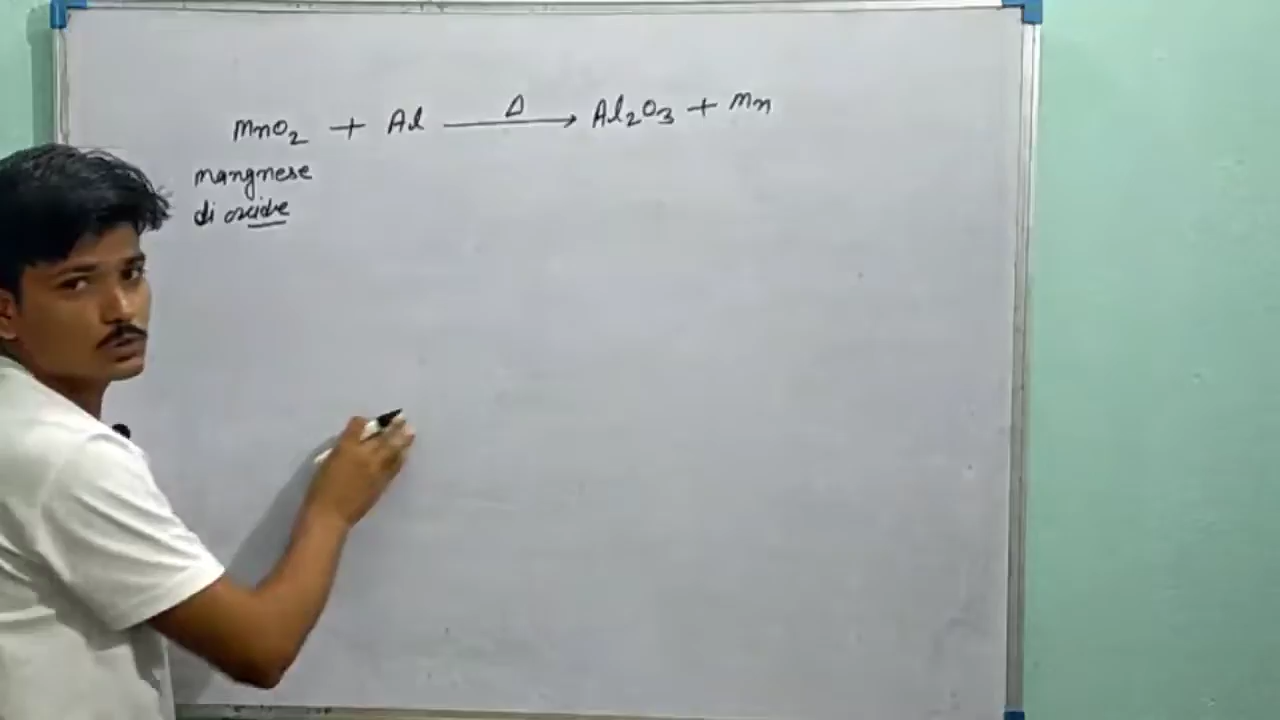 MnO2 + Al —Δ→ Al2O3 + Mn
mangnese
di oxide